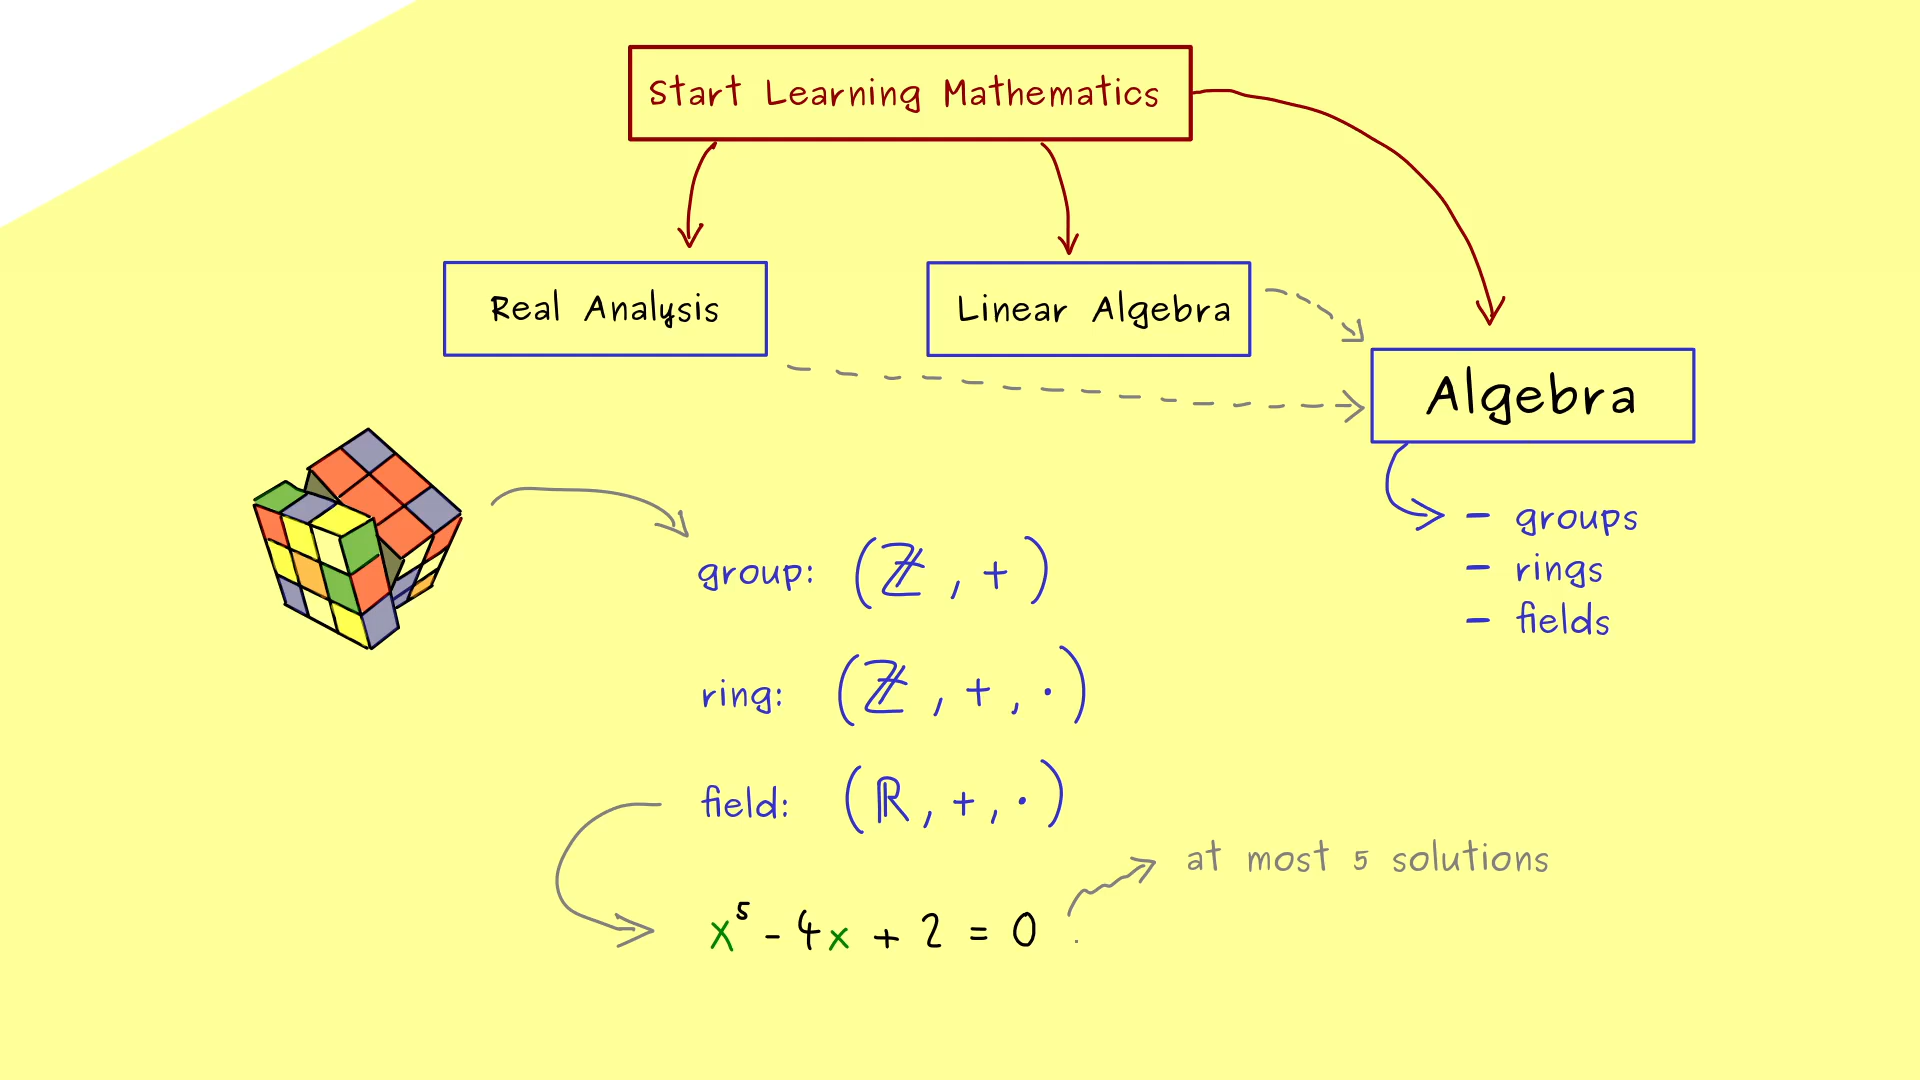 Start Learning Mathematics
Real Analysis
Linear Algebra
Algebra
- groups
- rings
- fields
group: (ℤ, +)
ring: (ℤ, +, ·)
field: (ℝ, +, ·)
x⁵ - 4x + 2 = 0
at most 5 solutions